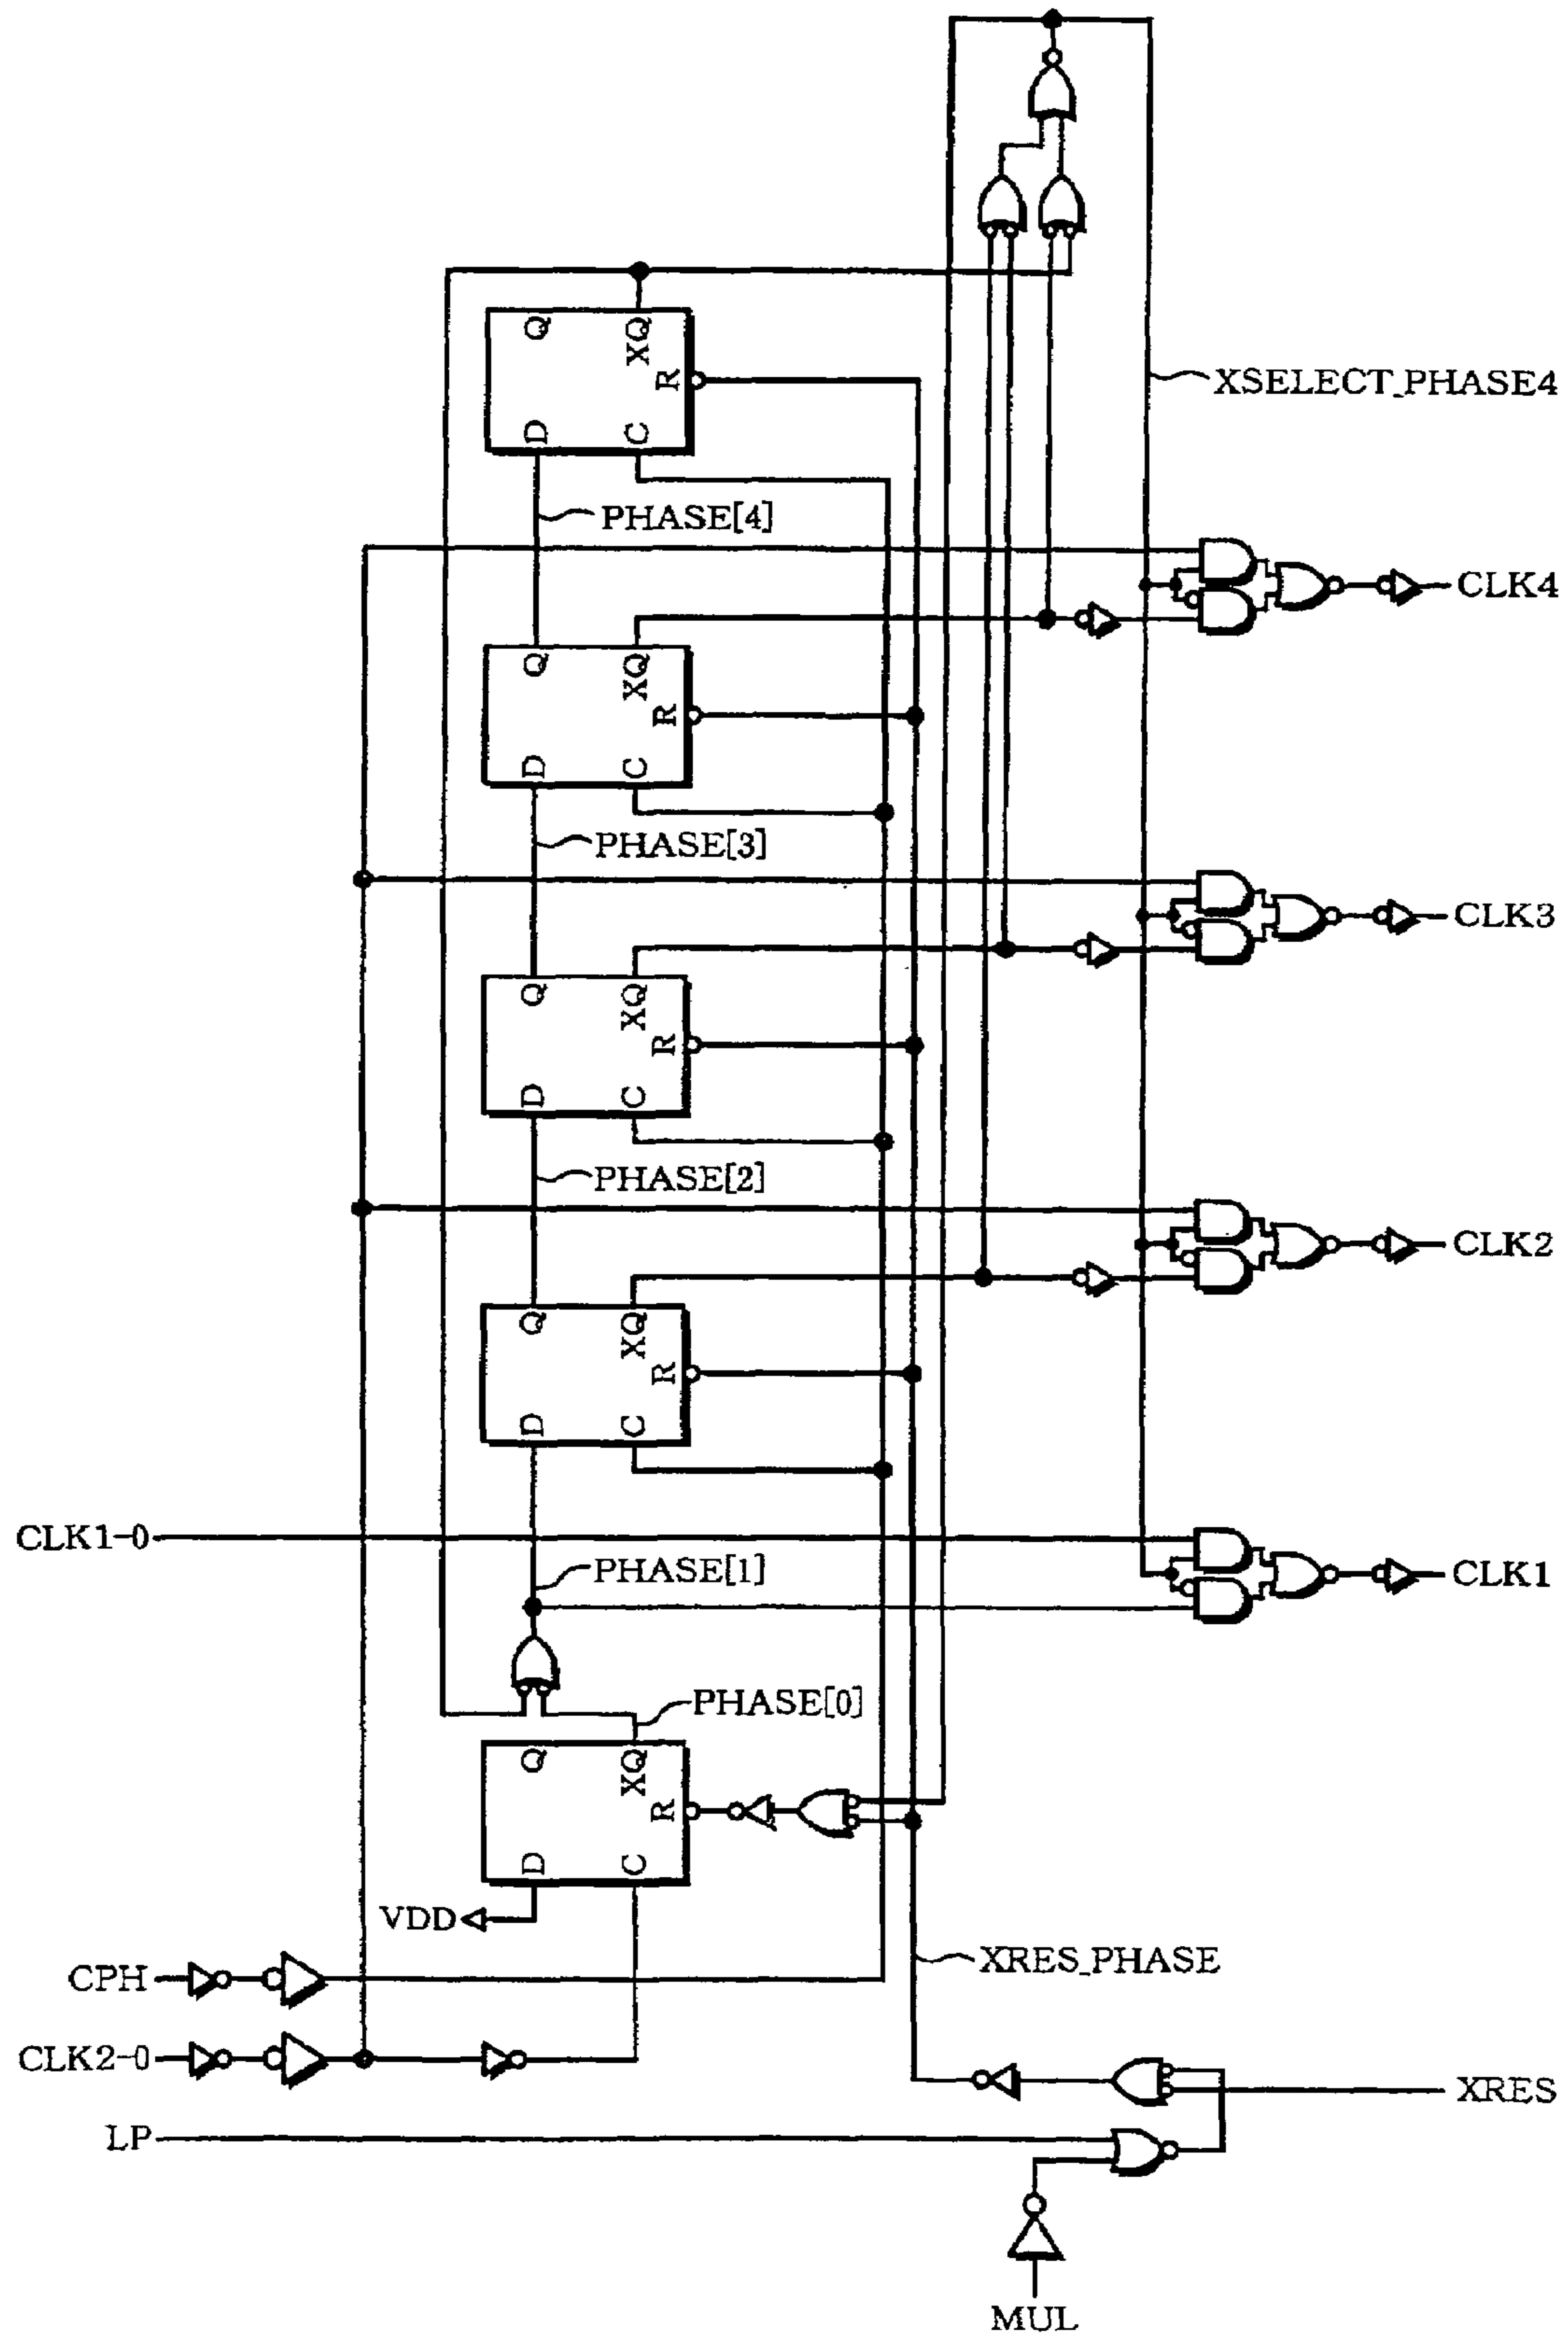 XSELECT_PHASE4
Q
XQ
R
D
C
PHASE[4]
CLK4
Q
XQ
R
D
C
PHASE[3]
CLK3
Q
XQ
R
D
C
PHASE[2]
CLK2
Q
XQ
R
D
C
CLK1-0
PHASE[1]
CLK1
PHASE[0]
Q
XQ
R
D
C
VDD
CPH
XRES_PHASE
CLK2-0
XRES
LP
MUL